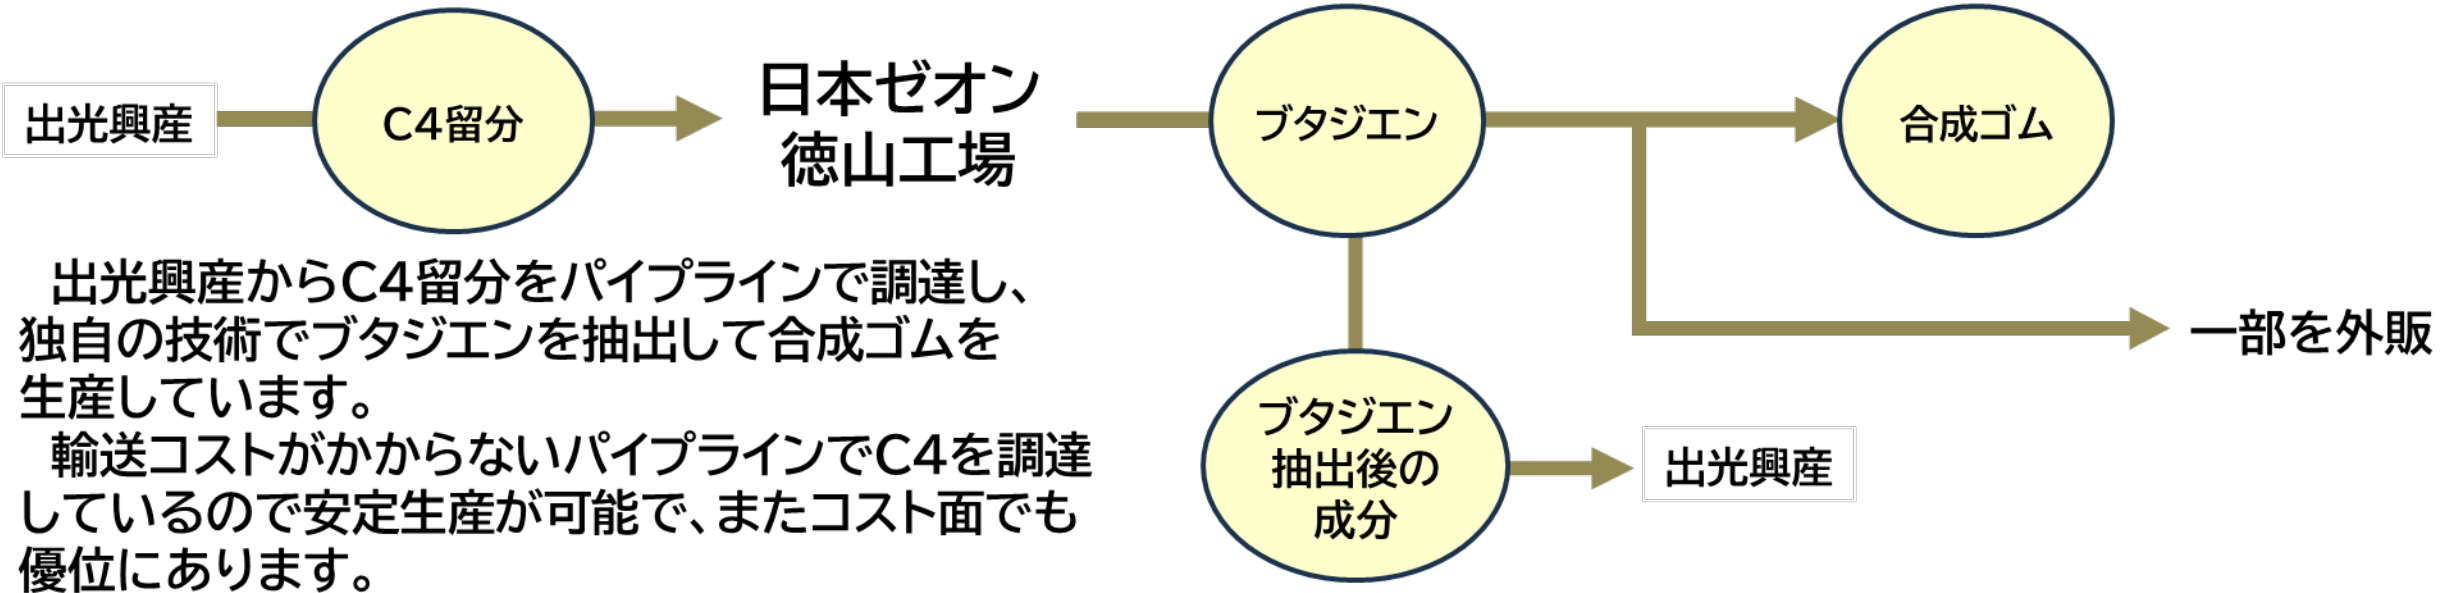 出光興産
C4留分
日本ゼオン
徳山工場
ブタジエン
合成ゴム
一部を外販
ブタジエン
抽出後の
成分
出光興産
出光興産からC4留分をパイプラインで調達し、
独自の技術でブタジエンを抽出して合成ゴムを
生産しています。
輸送コストがかからないパイプラインでC4を調達
しているので安定生産が可能で、またコスト面でも
優位にあります。